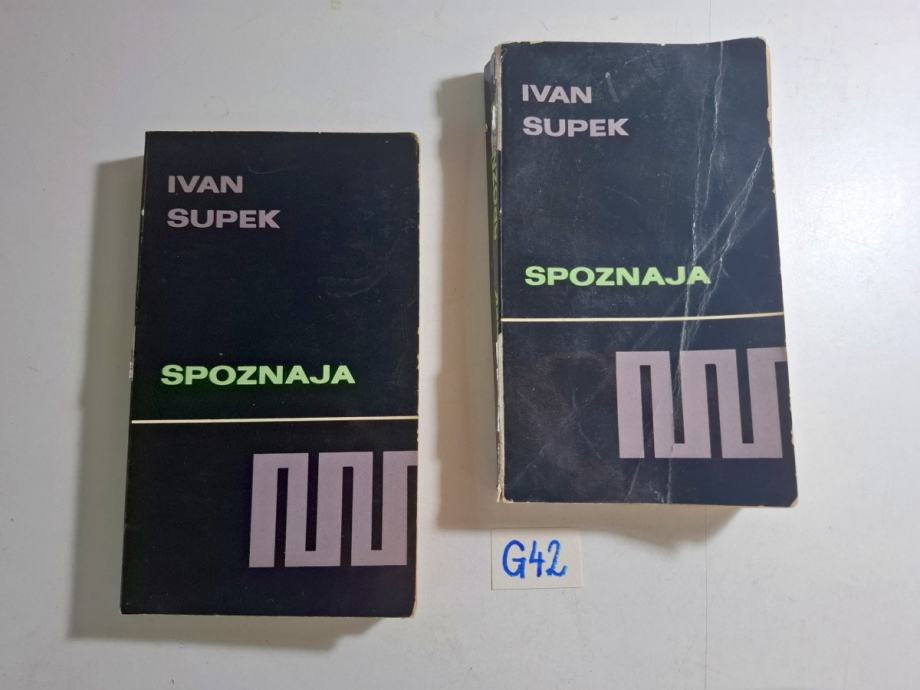 IVAN
SUPEK
SPOZNAJA
IVAN
SUPEK
SPOZNAJA
G42